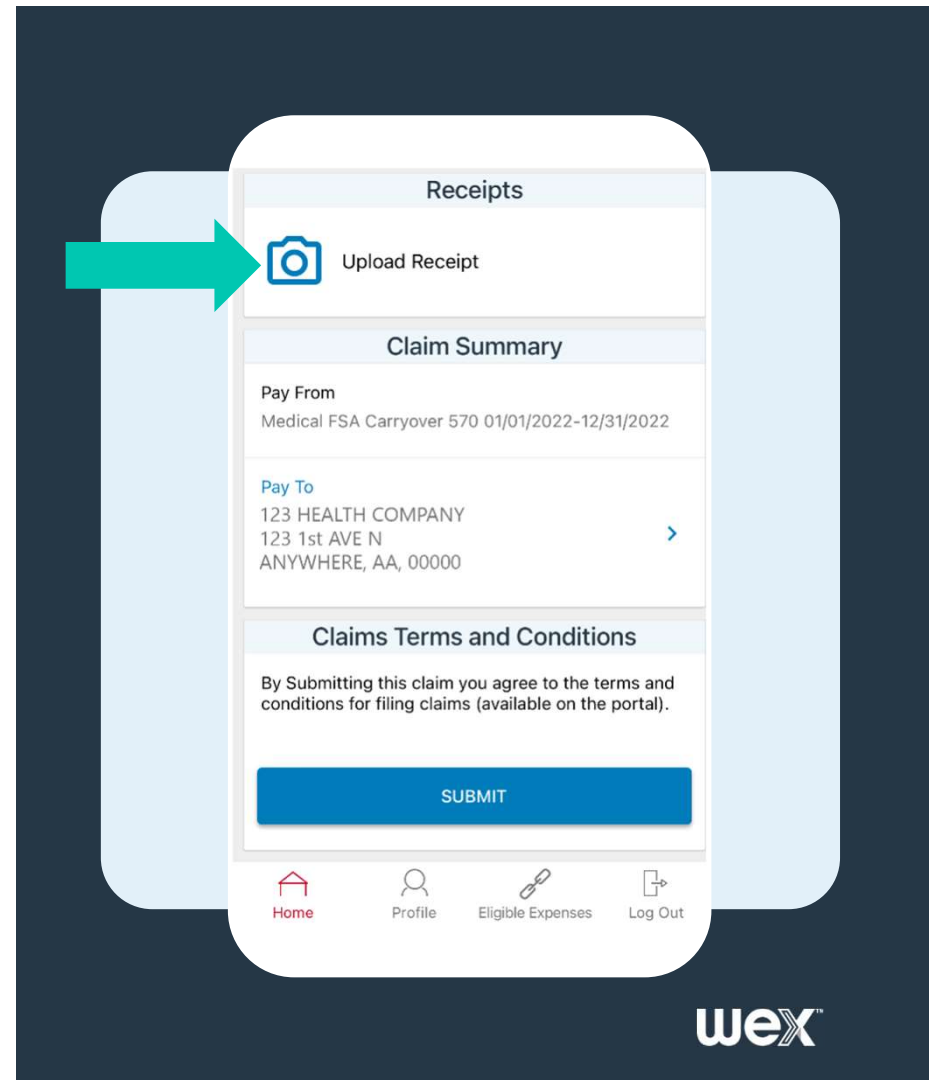 Receipts
Upload Receipt
Claim Summary
Pay From
Medical FSA Carryover 570 01/01/2022-12/31/2022
Pay To
123 HEALTH COMPANY
123 1st AVE N
ANYWHERE, AA, 00000
Claims Terms and Conditions
By Submitting this claim you agree to the terms and
conditions for filing claims (available on the portal).
SUBMIT
Home Profile Eligible Expenses Log Out
wex™